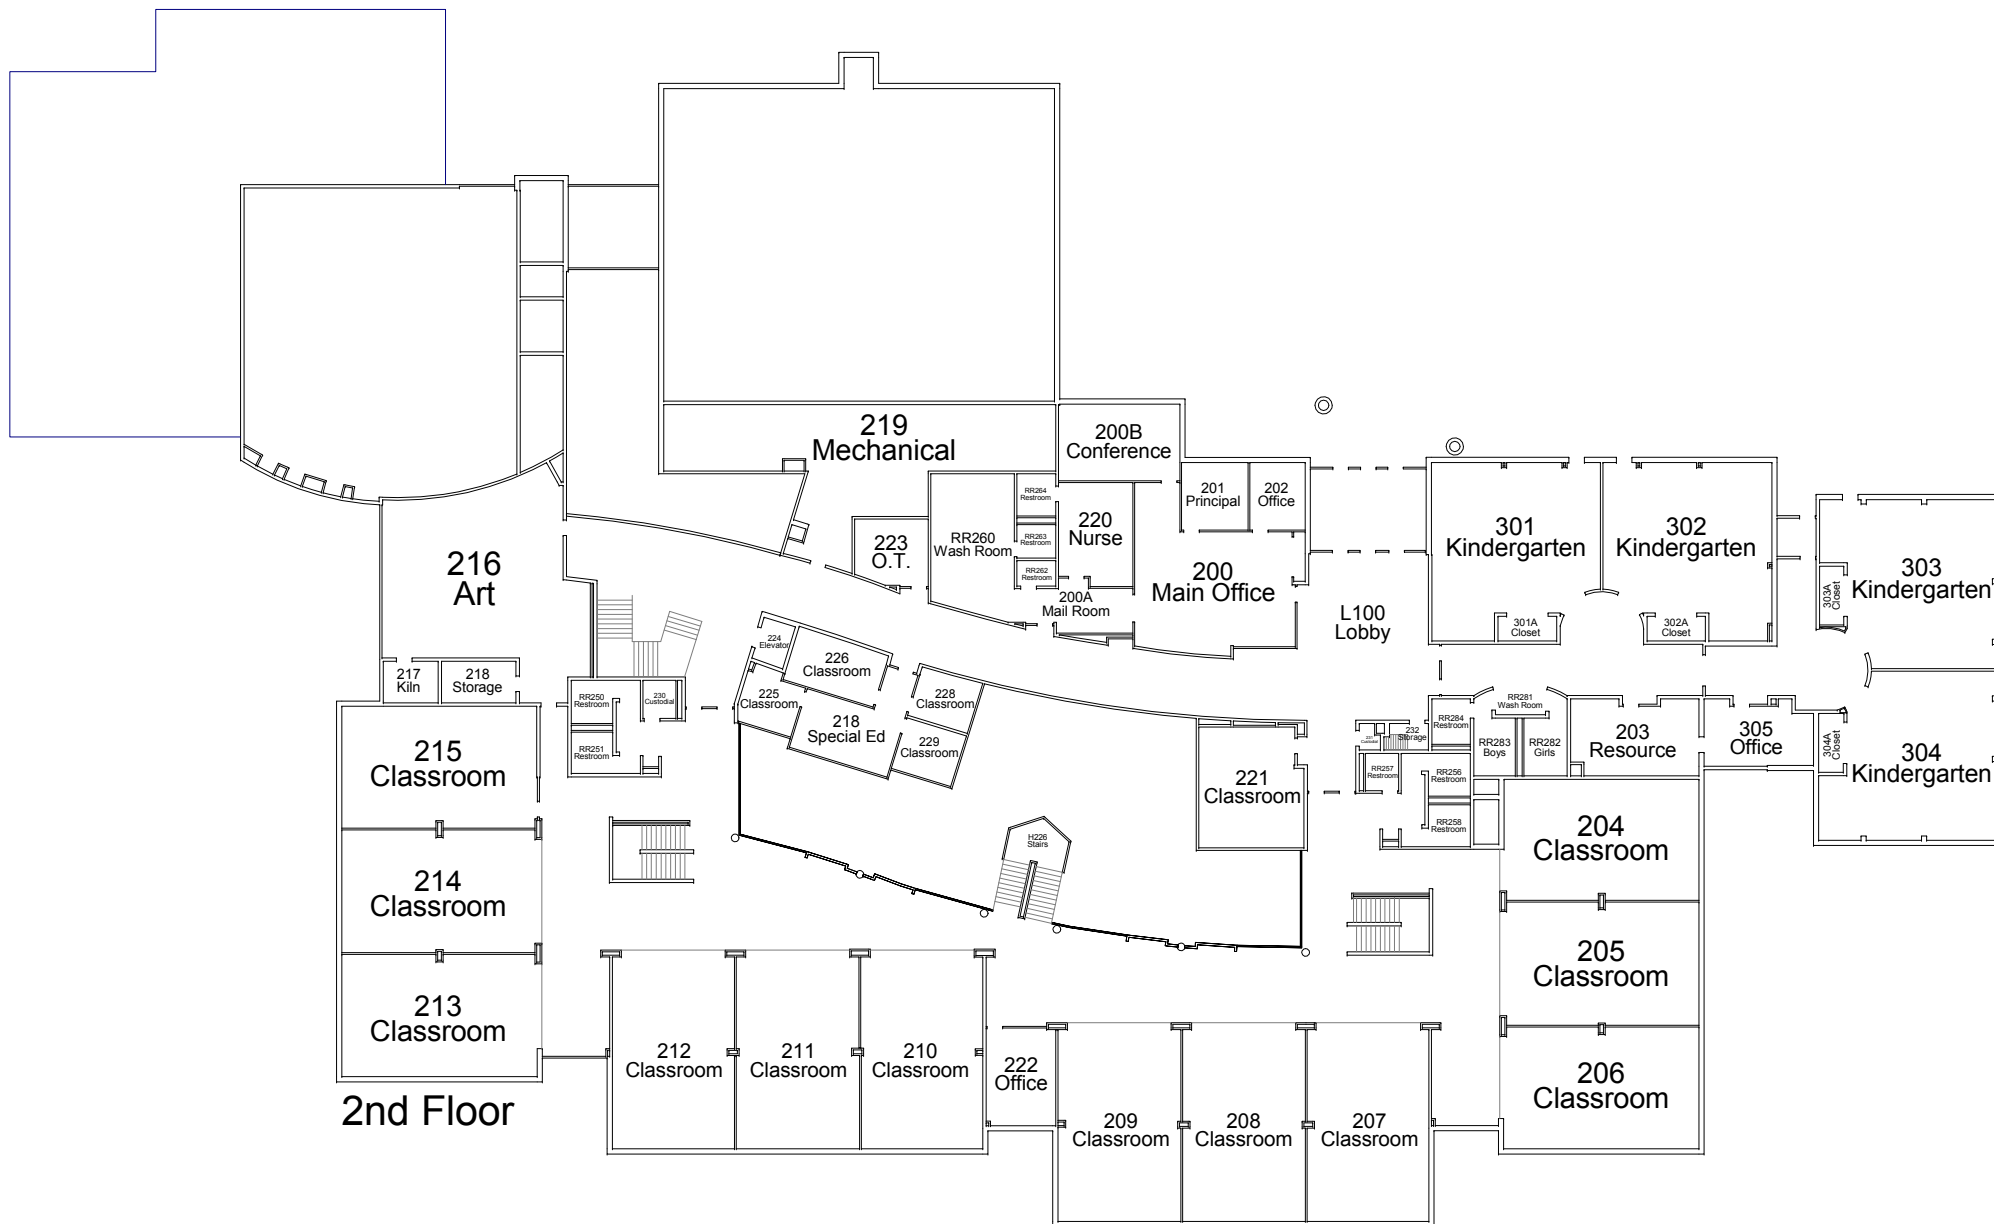 219
Mechanical
200B
Conference
201
Principal
202
Office
RR264
Restroom
220
Nurse
RR263
Restroom
RR260
Wash Room
RR262
Restroom
223
O.T.
200
Main Office
200A
Mail Room
L100
Lobby
301
Kindergarten
302
Kindergarten
303
Kindergarten
303A
Closet
301A
Closet
302A
Closet
216
Art
217
Kiln
218
Storage
224
Elevator
226
Classroom
225
Classroom
228
Classroom
218
Special Ed
229
Classroom
RR250
Restroom
230
Custodial
RR251
Restroom
215
Classroom
221
Classroom
231
Custodial
232
Storage
RR284
Restroom
RR281
Wash Room
RR283
Boys
RR282
Girls
203
Resource
305
Office
304A
Closet
304
Kindergarten
RR257
Restroom
RR256
Restroom
RR258
Restroom
H226
Stairs
204
Classroom
214
Classroom
205
Classroom
213
Classroom
212
Classroom
211
Classroom
210
Classroom
222
Office
209
Classroom
208
Classroom
207
Classroom
206
Classroom
2nd Floor